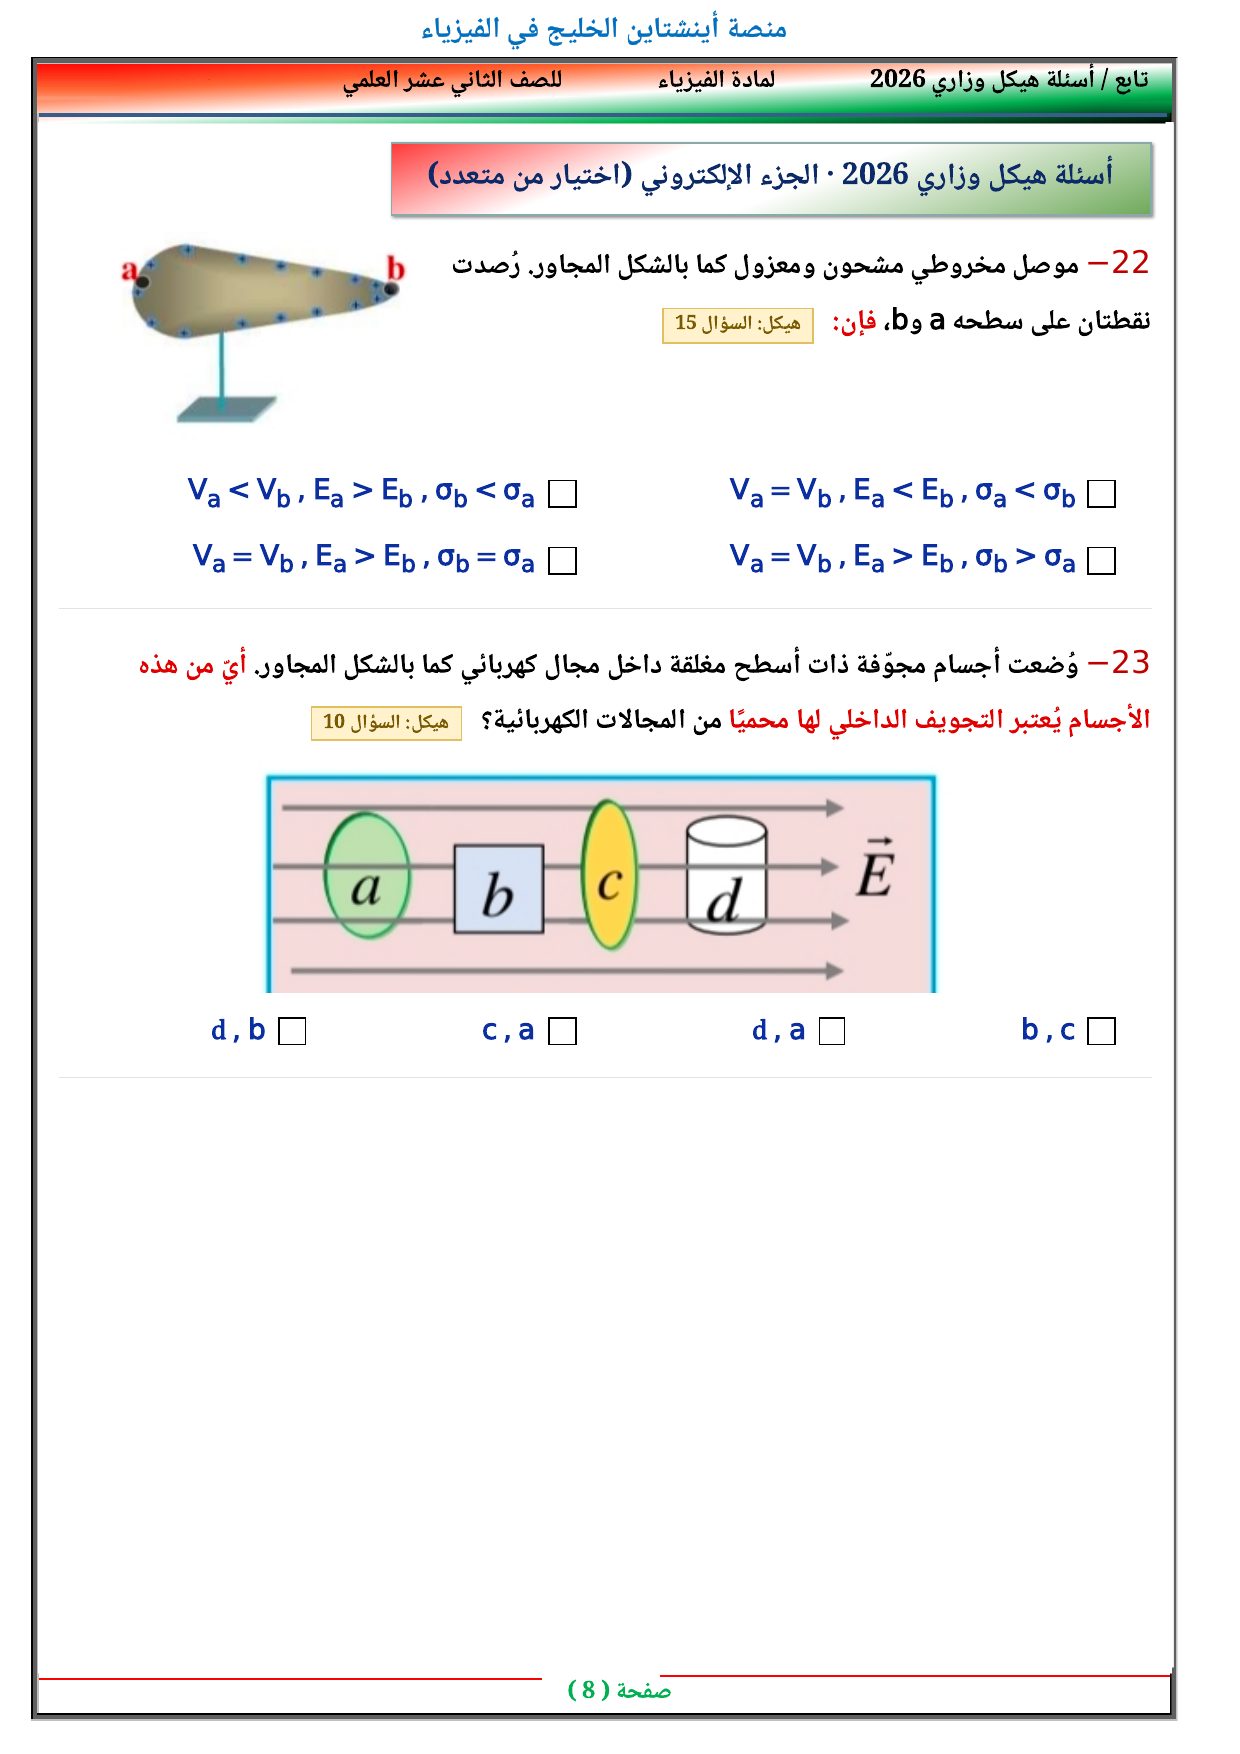 منصة أينشتاين الخليج في الفيزياء
تابع / أسئلة هيكل وزاري 2026 لمادة الفيزياء للصف الثاني عشر العلمي
أسئلة هيكل وزاري 2026 · الجزء الإلكتروني (اختيار من متعدد)
22– موصل مخروطي مشحون ومعزول كما بالشكل المجاور. رُصدت
نقطتان على سطحه a وb، فإن: هيكل: السؤال 15
a b
Va = Vb , Ea < Eb , σa < σb
Va < Vb , Ea > Eb , σb < σa
Va = Vb , Ea > Eb , σb > σa
Va = Vb , Ea > Eb , σb = σa
23– وُضعت أجسام مجوّفة ذات أسطح مغلقة داخل مجال كهربائي كما بالشكل المجاور. أيّ من هذه
الأجسام يُعتبر التجويف الداخلي لها محميًا من المجالات الكهربائية؟ هيكل: السؤال 10
a b c d E
b , c
d , a
c , a
d , b
صفحة ( 8 )